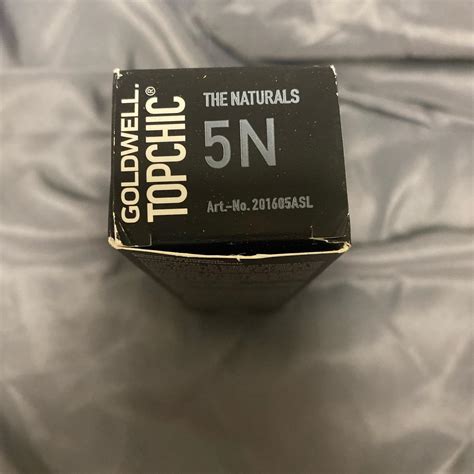 GOLDWELL.
TOPCHIC®
THE NATURALS
5N
Art.-No. 201605ASL